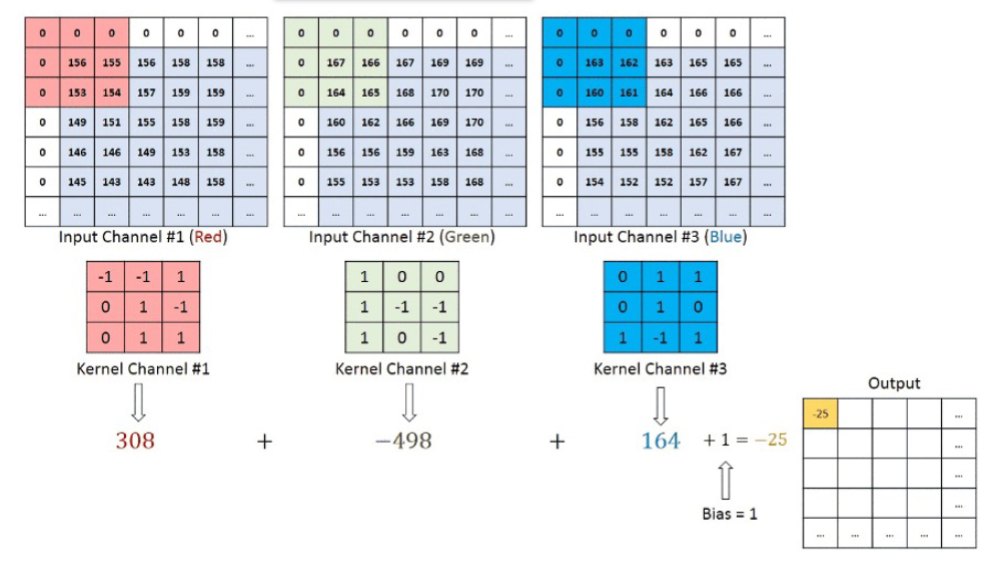 0 0 0 0 0 0 ...
0 156 155 156 158 158 ...
0 153 154 157 159 159 ...
0 149 151 155 158 159 ...
0 146 146 149 153 158 ...
0 145 143 143 148 158 ...
... ... ... ... ... ... ...
Input Channel #1 (Red)
0 0 0 0 0 0 ...
0 167 166 167 169 169 ...
0 164 165 168 170 170 ...
0 160 162 166 169 170 ...
0 156 156 159 163 168 ...
0 155 153 153 158 168 ...
... ... ... ... ... ... ...
Input Channel #2 (Green)
0 0 0 0 0 0 ...
0 163 162 163 165 165 ...
0 160 161 164 166 166 ...
0 156 158 162 165 166 ...
0 155 155 158 162 167 ...
0 154 152 152 157 167 ...
... ... ... ... ... ... ...
Input Channel #3 (Blue)
-1 -1 1
0 1 -1
0 1 1
Kernel Channel #1
1 0 0
1 -1 -1
1 0 -1
Kernel Channel #2
0 1 1
0 1 0
1 -1 1
Kernel Channel #3
308 + −498 + 164 + 1 = −25
Bias = 1
Output
-25 ...
...
...
...
... ... ... ... ...